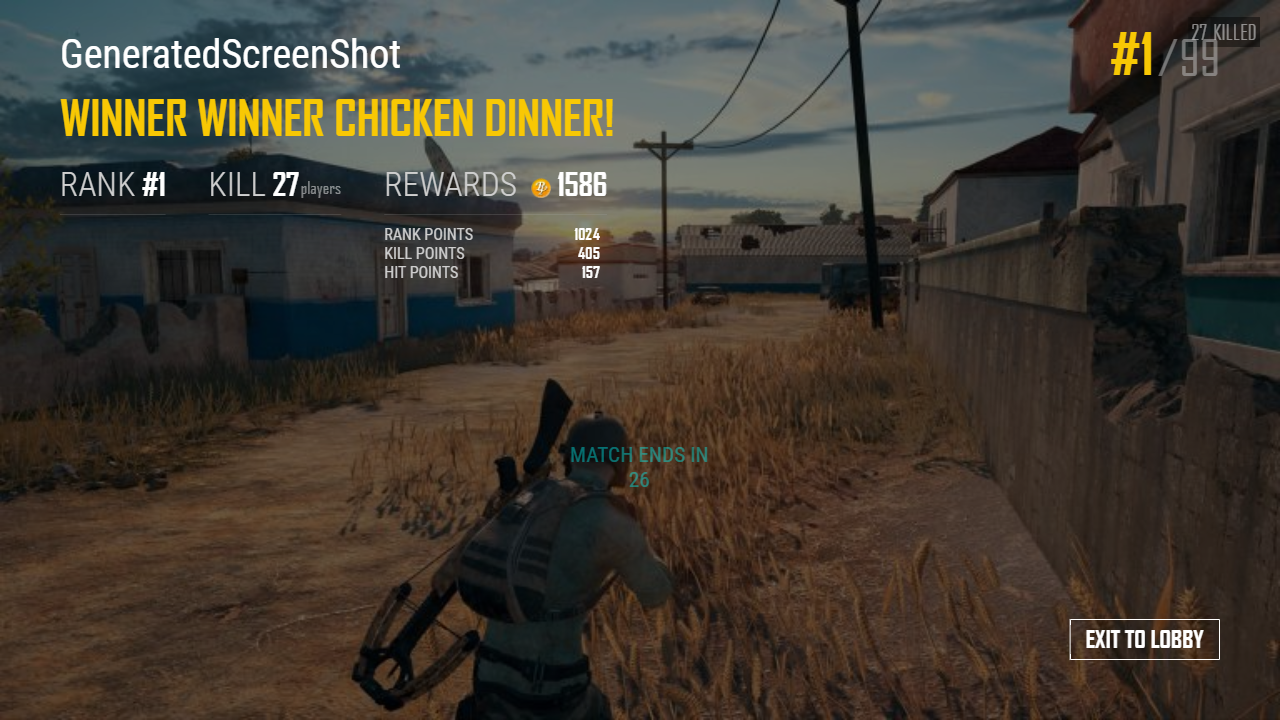 GeneratedScreenShot
27 KILLED
#1/99
WINNER WINNER CHICKEN DINNER!
RANK #1 KILL 27 players REWARDS 1586
RANK POINTS 1024
KILL POINTS 405
HIT POINTS 157
MATCH ENDS IN
26
EXIT TO LOBBY